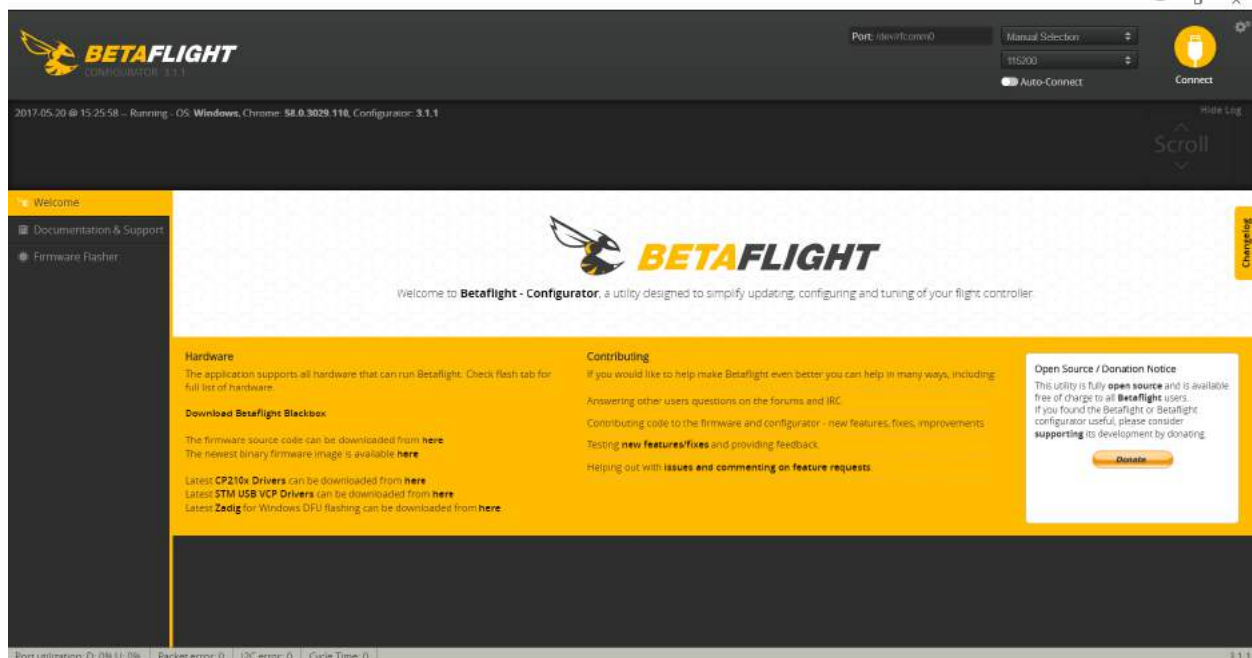 BETAFLIGHT
CONFIGURATOR 3.1.1
Port: /dev/rfcomm0
Manual Selection
115200
Auto-Connect
Connect
2017-05-20 @ 15:25:58 -- Running - OS: Windows, Chrome: 58.0.3029.110, Configurator: 3.1.1
Hide Log
Scroll
Welcome
Documentation & Support
Firmware Flasher
BETAFLIGHT
Welcome to Betaflight - Configurator, a utility designed to simplify updating, configuring and tuning of your flight controller.
Changelog
Hardware
The application supports all hardware that can run Betaflight. Check flash tab for
full list of hardware.
Download Betaflight Blackbox
The firmware source code can be downloaded from here
The newest binary firmware image is available here
Latest CP210x Drivers can be downloaded from here
Latest STM USB VCP Drivers can be downloaded from here
Latest Zadig for Windows DFU flashing can be downloaded from here
Contributing
If you would like to help make Betaflight even better you can help in many ways, including:
Answering other users questions on the forums and IRC.
Contributing code to the firmware and configurator - new features, fixes, improvements
Testing new features/fixes and providing feedback.
Helping out with issues and commenting on feature requests.
Open Source / Donation Notice
This utility is fully open source and is available
free of charge to all Betaflight users.
If you found the Betaflight or Betaflight
configurator useful, please consider
supporting its development by donating.
Donate
Port utilization: D: 0% U: 0%
Packet error: 0
I2C error: 0
Cycle Time: 0
3.1.1